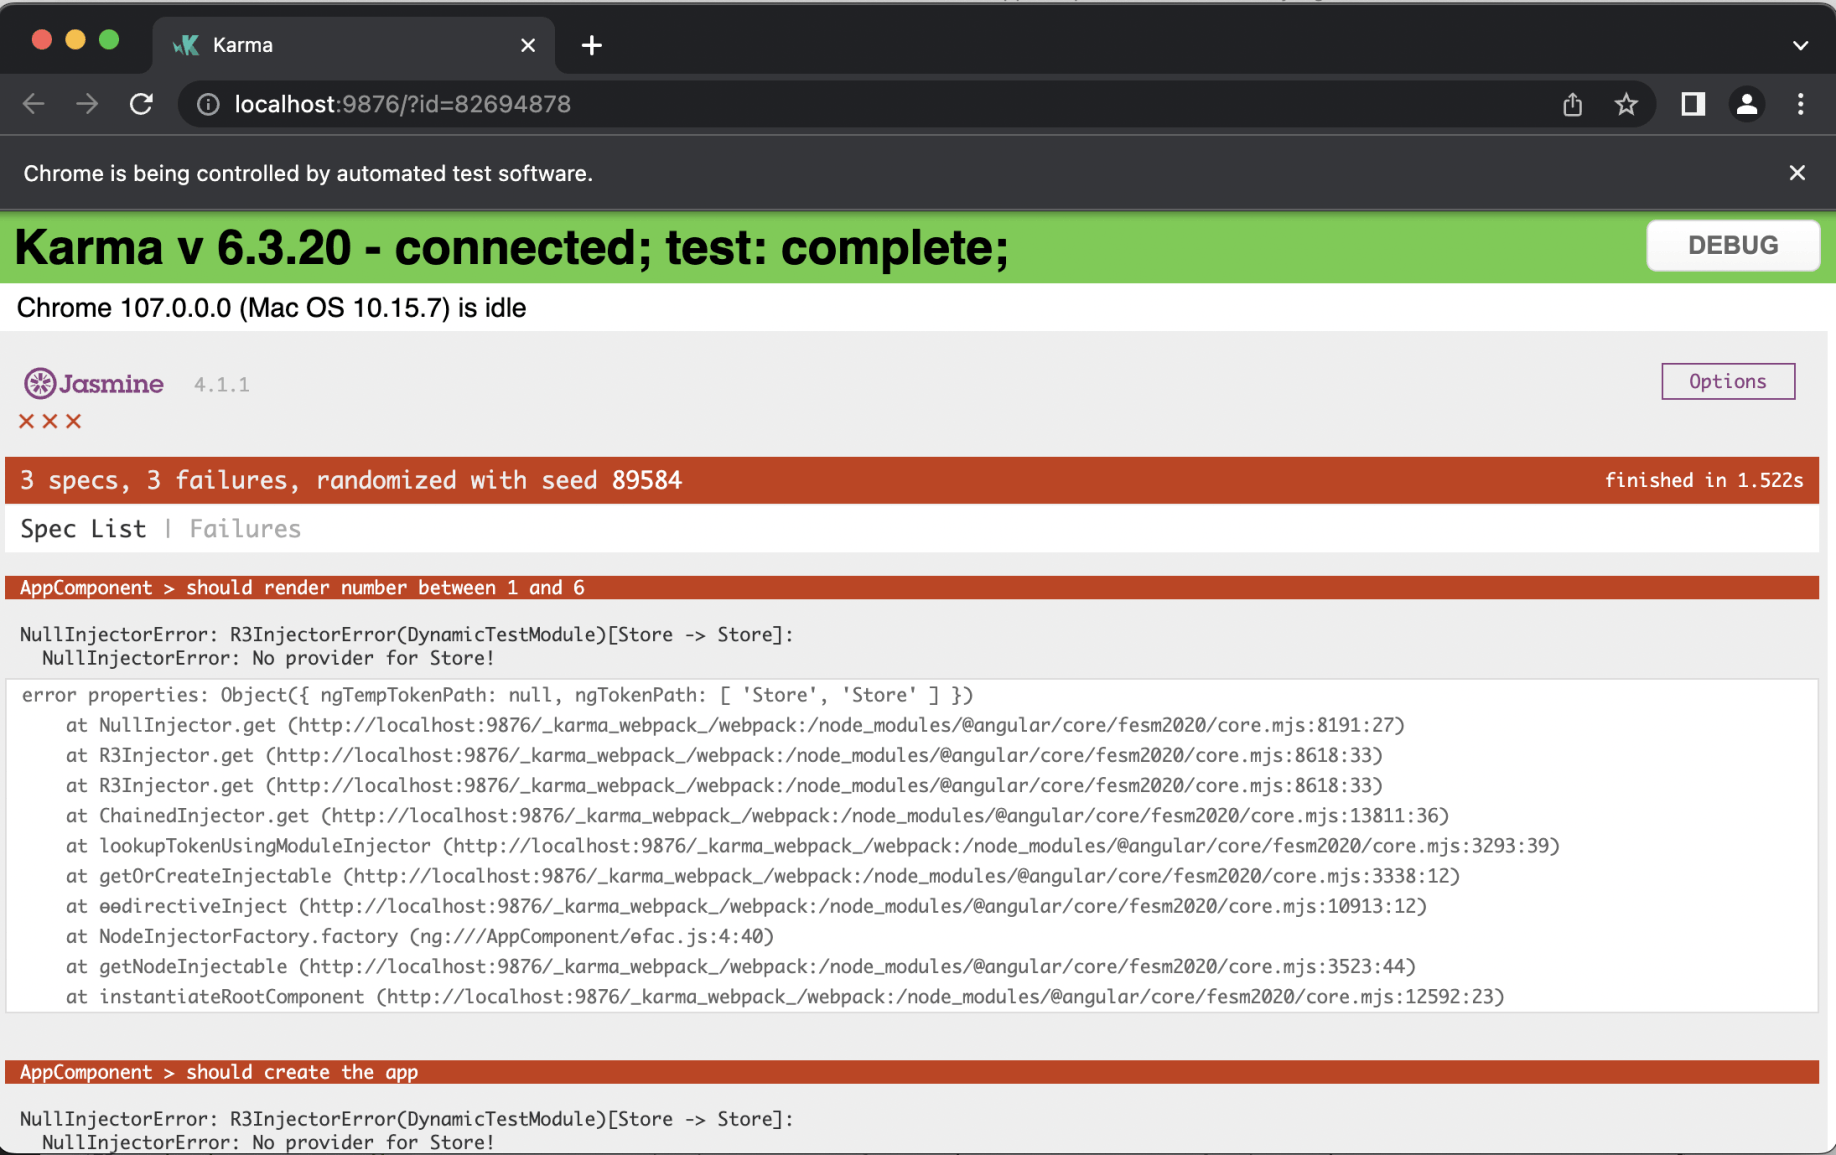 Karma
localhost:9876/?id=82694878
Chrome is being controlled by automated test software.
Karma v 6.3.20 - connected; test: complete;
DEBUG
Chrome 107.0.0.0 (Mac OS 10.15.7) is idle
Jasmine 4.1.1
Options
×××
3 specs, 3 failures, randomized with seed 89584
finished in 1.522s
Spec List | Failures
AppComponent > should render number between 1 and 6
NullInjectorError: R3InjectorError(DynamicTestModule)[Store -> Store]:
NullInjectorError: No provider for Store!
error properties: Object({ ngTempTokenPath: null, ngTokenPath: [ 'Store', 'Store' ] })
at NullInjector.get (http://localhost:9876/_karma_webpack_/webpack:/node_modules/@angular/core/fesm2020/core.mjs:8191:27)
at R3Injector.get (http://localhost:9876/_karma_webpack_/webpack:/node_modules/@angular/core/fesm2020/core.mjs:8618:33)
at R3Injector.get (http://localhost:9876/_karma_webpack_/webpack:/node_modules/@angular/core/fesm2020/core.mjs:8618:33)
at ChainedInjector.get (http://localhost:9876/_karma_webpack_/webpack:/node_modules/@angular/core/fesm2020/core.mjs:13811:36)
at lookupTokenUsingModuleInjector (http://localhost:9876/_karma_webpack_/webpack:/node_modules/@angular/core/fesm2020/core.mjs:3293:39)
at getOrCreateInjectable (http://localhost:9876/_karma_webpack_/webpack:/node_modules/@angular/core/fesm2020/core.mjs:3338:12)
at ɵɵdirectiveInject (http://localhost:9876/_karma_webpack_/webpack:/node_modules/@angular/core/fesm2020/core.mjs:10913:12)
at NodeInjectorFactory.factory (ng:///AppComponent/ɵfac.js:4:40)
at getNodeInjectable (http://localhost:9876/_karma_webpack_/webpack:/node_modules/@angular/core/fesm2020/core.mjs:3523:44)
at instantiateRootComponent (http://localhost:9876/_karma_webpack_/webpack:/node_modules/@angular/core/fesm2020/core.mjs:12592:23)
AppComponent > should create the app
NullInjectorError: R3InjectorError(DynamicTestModule)[Store -> Store]:
NullInjectorError: No provider for Store!